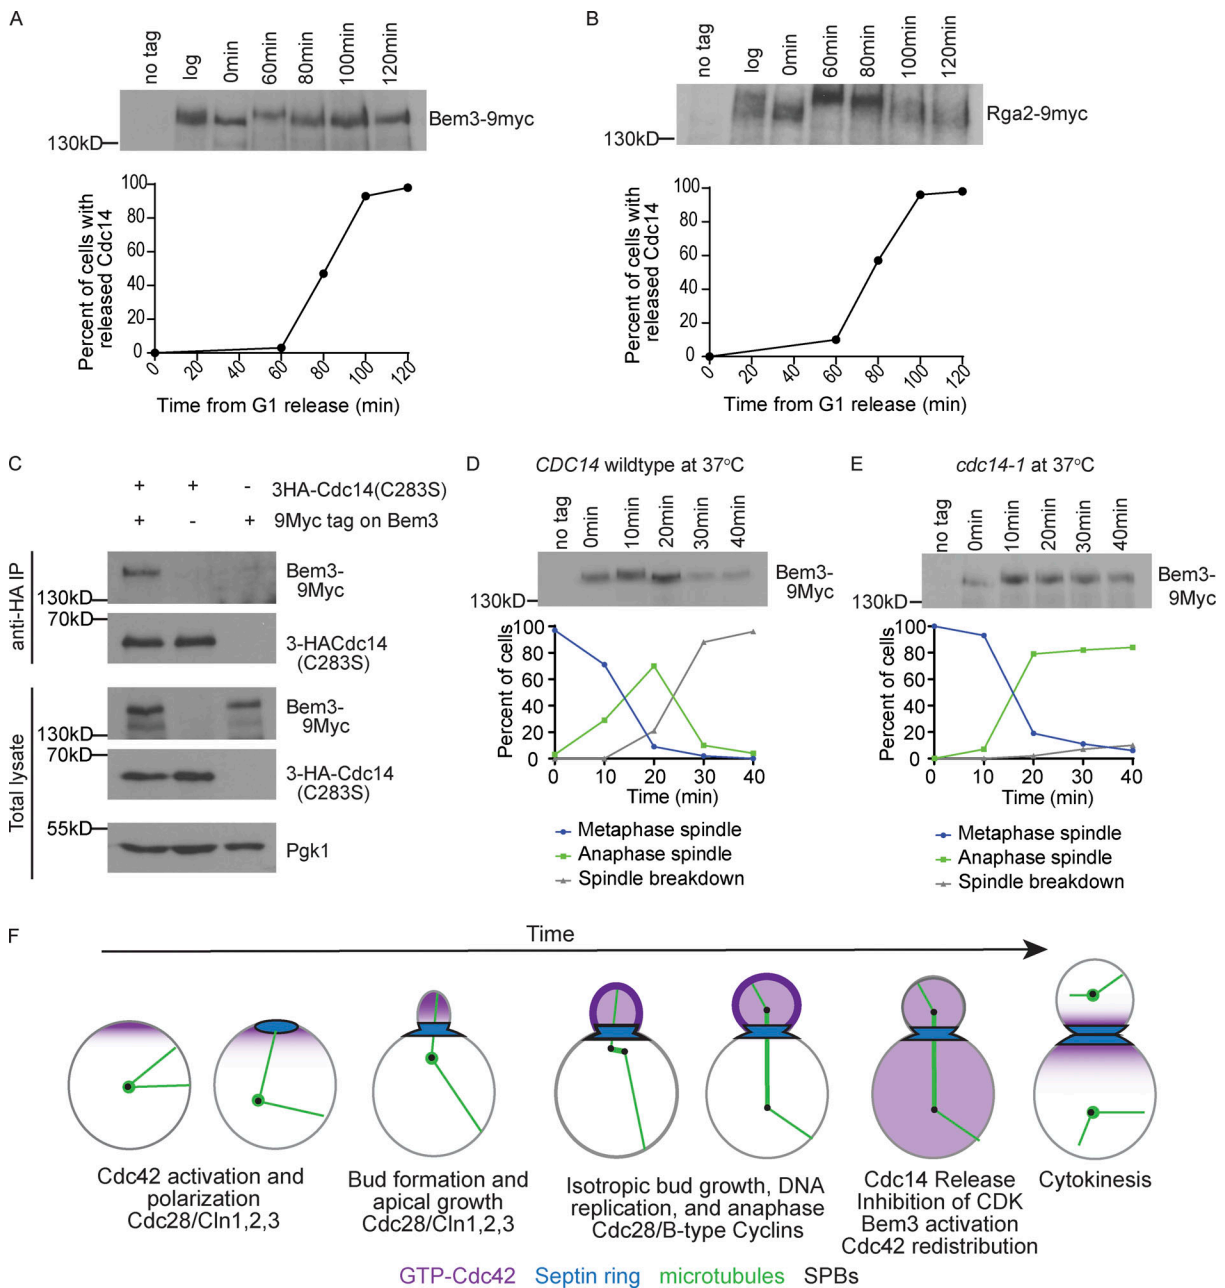 A
no tag
log
0min
60min
80min
100min
120min
Bem3-9myc
130kD
Percent of cells with
released Cdc14
100
80
60
40
20
0
0
20
40
60
80
100
120
Time from G1 release (min)
B
no tag
log
0min
60min
80min
100min
120min
Rga2-9myc
130kD
Percent of cells with
released Cdc14
100
80
60
40
20
0
0
20
40
60
80
100
120
Time from G1 release (min)
C
+ + - 3HA-Cdc14(C283S)
+ - + 9Myc tag on Bem3
anti-HA IP
Bem3-
9Myc
130kD
70kD
3-HACdc14
(C283S)
Total lysate
Bem3-
9Myc
130kD
70kD
3-HA-Cdc14
(C283S)
55kD
Pgk1
D
CDC14 wildtype at 37°C
no tag
0min
10min
20min
30min
40min
Bem3-
9Myc
130kD
Percent of cells
100
80
60
40
20
0
0 10 20 30 40
Time (min)
Metaphase spindle
Anaphase spindle
Spindle breakdown
E
cdc14-1 at 37°C
no tag
0min
10min
20min
30min
40min
Bem3-
9Myc
130kD
Percent of cells
100
80
60
40
20
0
0 10 20 30 40
Time (min)
Metaphase spindle
Anaphase spindle
Spindle breakdown
F
Time
Cdc42 activation and
polarization
Cdc28/Cln1,2,3
Bud formation and
apical growth
Cdc28/Cln1,2,3
Isotropic bud growth, DNA
replication, and anaphase
Cdc28/B-type Cyclins
Cdc14 Release
Inhibition of CDK
Bem3 activation
Cdc42 redistribution
Cytokinesis
GTP-Cdc42 Septin ring microtubules SPBs